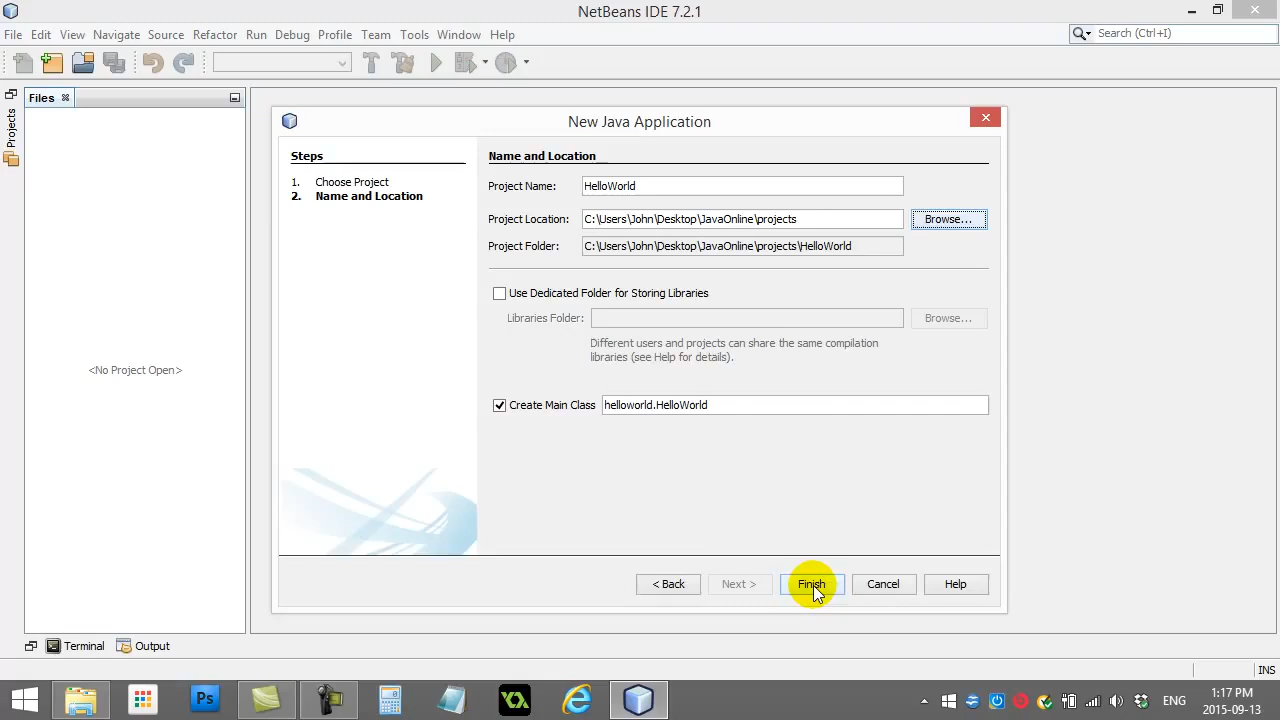 NetBeans IDE 7.2.1
File Edit View Navigate Source Refactor Run Debug Profile Team Tools Window Help
Search (Ctrl+I)
Files
Projects
<No Project Open>
New Java Application
Steps
1. Choose Project
2. Name and Location
Name and Location
Project Name: HelloWorld
Project Location: C:\Users\John\Desktop\JavaOnline\projects Browse...
Project Folder: C:\Users\John\Desktop\JavaOnline\projects\HelloWorld
Use Dedicated Folder for Storing Libraries
Libraries Folder: Browse...
Different users and projects can share the same compilation
libraries (see Help for details).
Create Main Class helloworld.HelloWorld
< Back Next > Finish Cancel Help
Terminal Output
INS
Ps
ENG
1:17 PM
2015-09-13